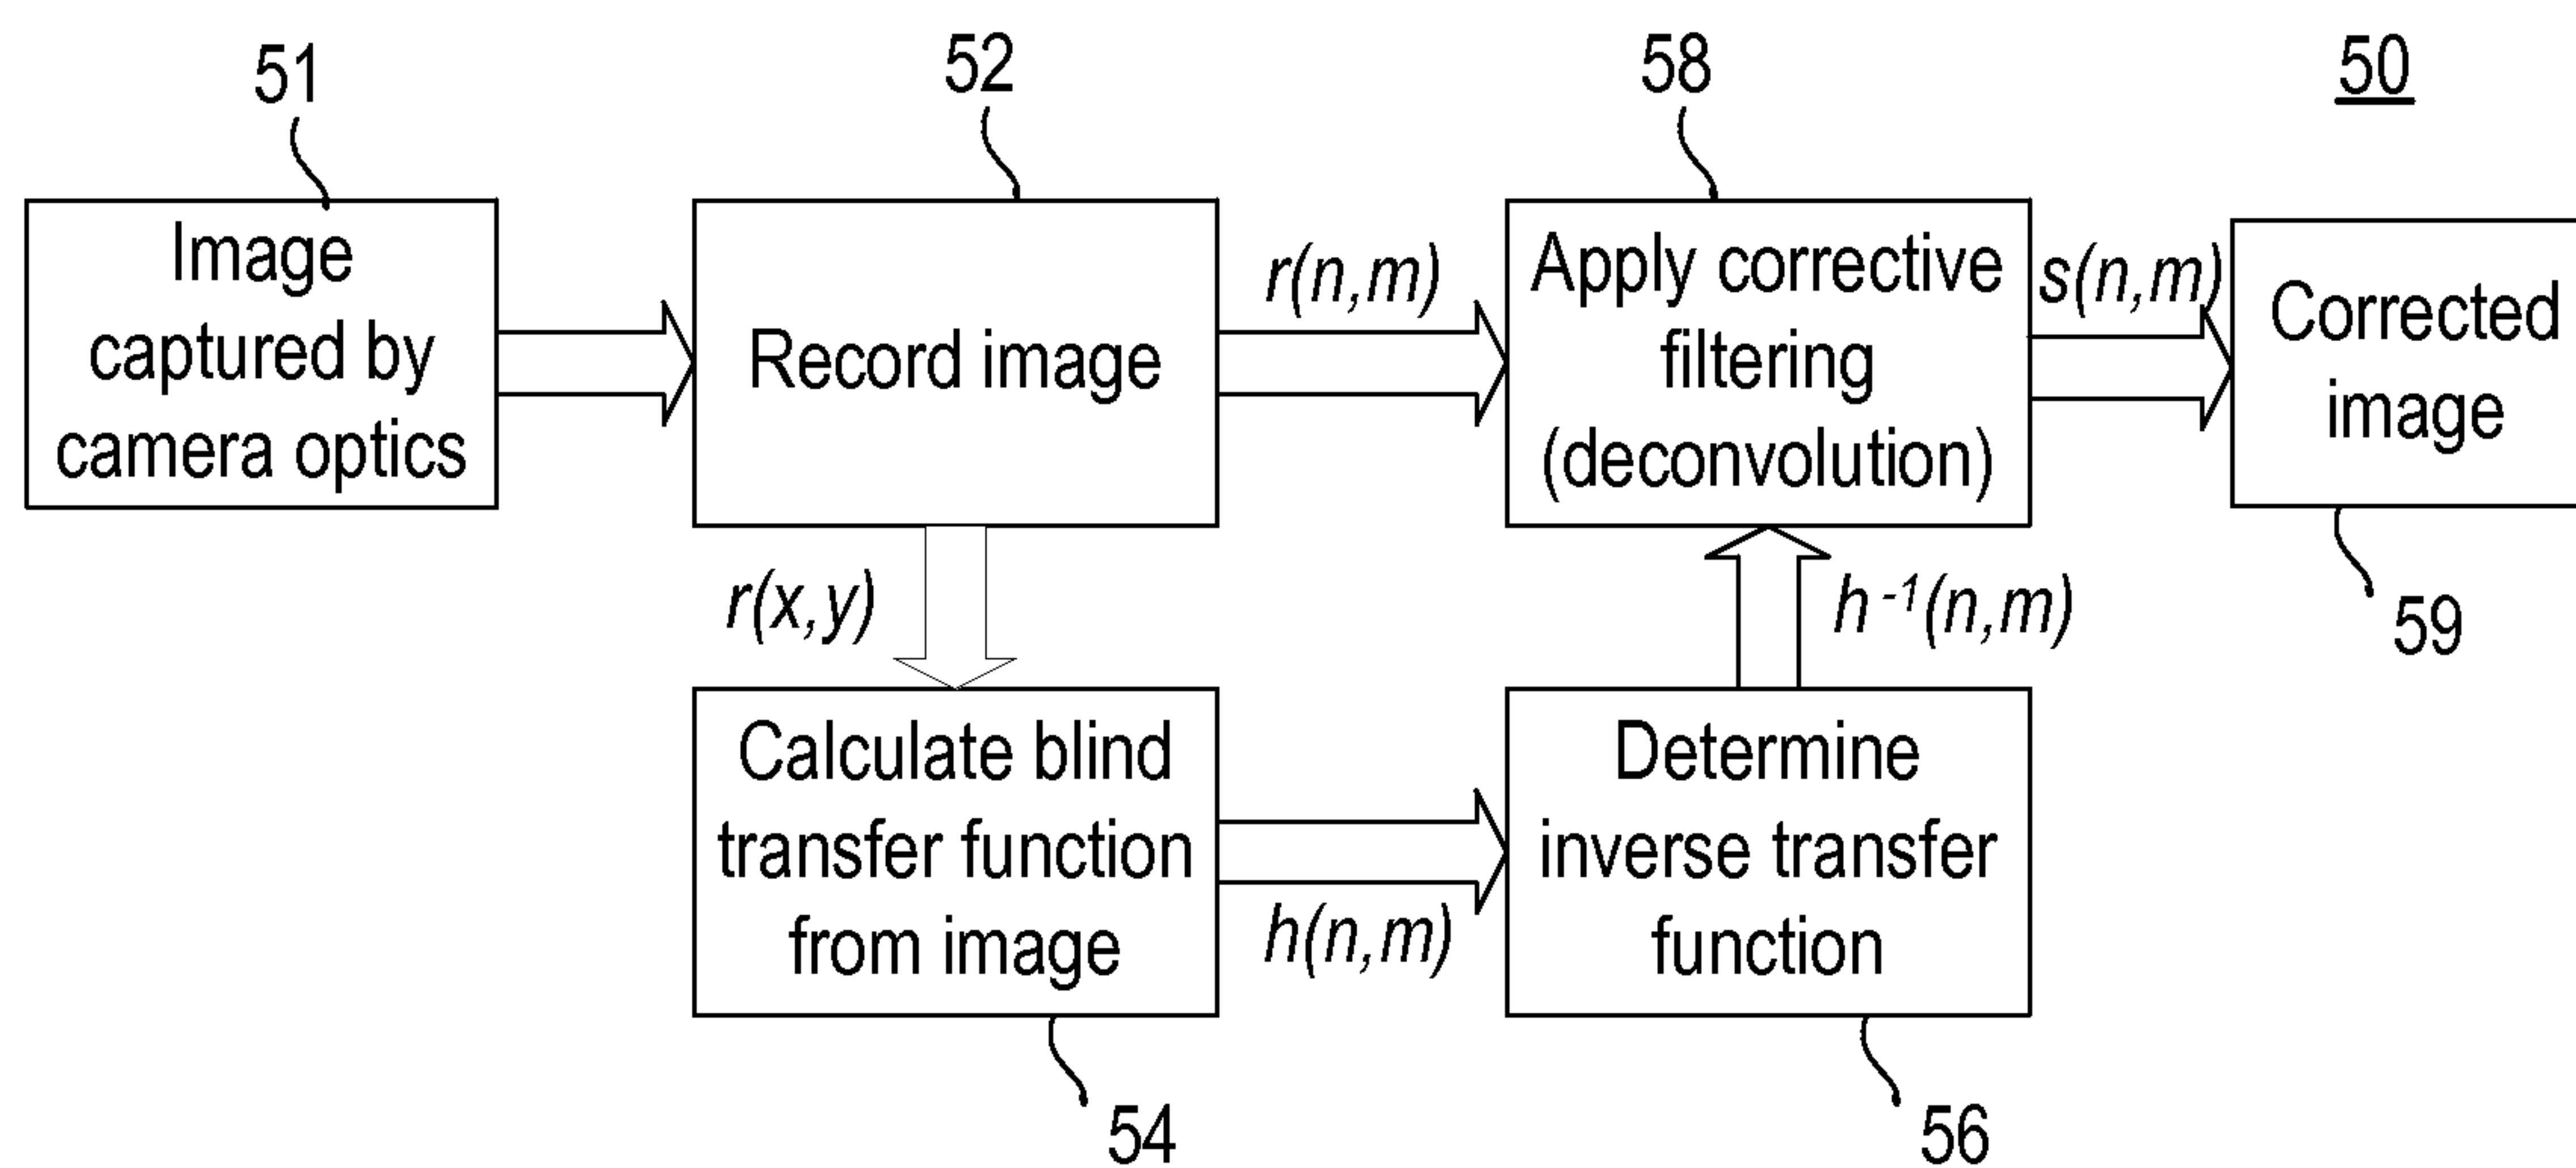 51
52
58
50
Image
captured by
camera optics
Record image
r(n,m)
Apply corrective
filtering
(deconvolution)
s(n,m)
Corrected
image
r(x,y)
h⁻¹(n,m)
59
Calculate blind
transfer function
from image
h(n,m)
Determine
inverse transfer
function
54
56